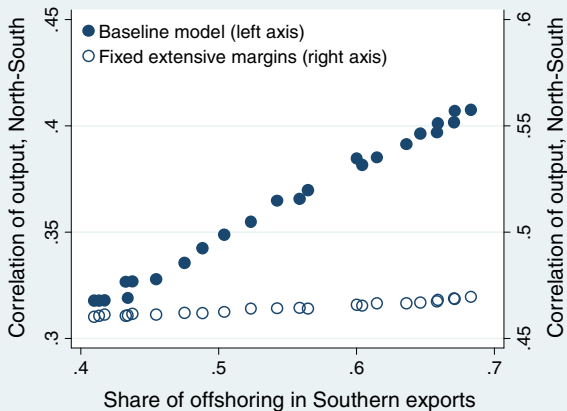 Baseline model (left axis)
Fixed extensive margins (right axis)
Correlation of output, North-South
.45
.4
.35
.3
.6
.55
.5
.45
Correlation of output, North-South
.4 .5 .6 .7
Share of offshoring in Southern exports